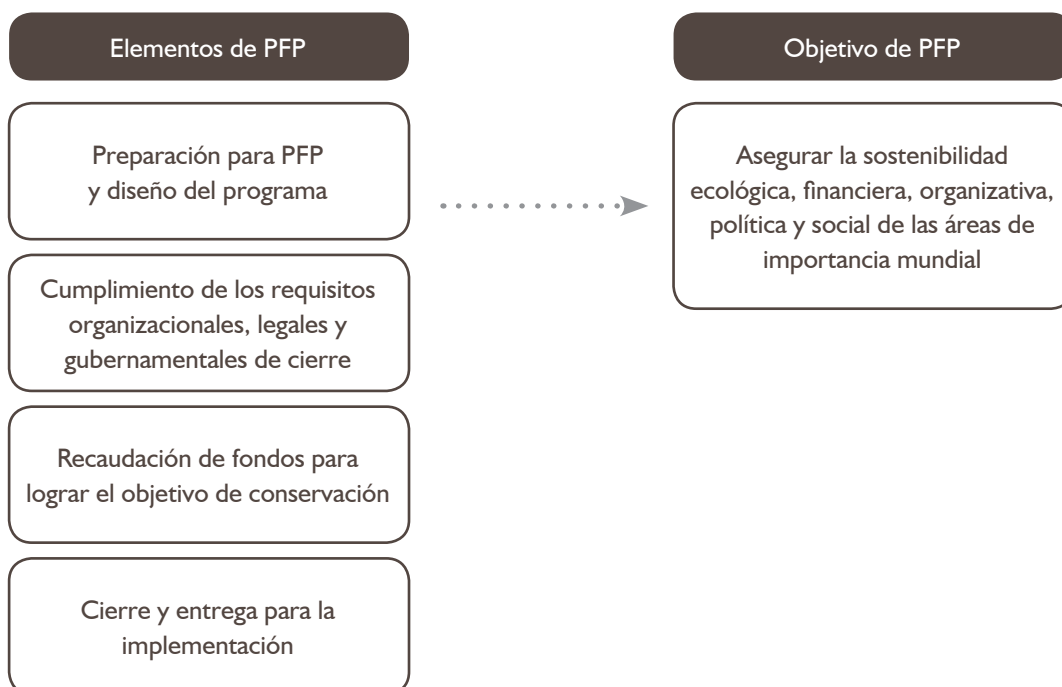 Elementos de PFP
Preparación para PFP
y diseño del programa
Cumplimiento de los requisitos
organizacionales, legales y
gubernamentales de cierre
Recaudación de fondos para
lograr el objetivo de conservación
Cierre y entrega para la
implementación
Objetivo de PFP
Asegurar la sostenibilidad
ecológica, financiera, organizativa,
política y social de las áreas de
importancia mundial